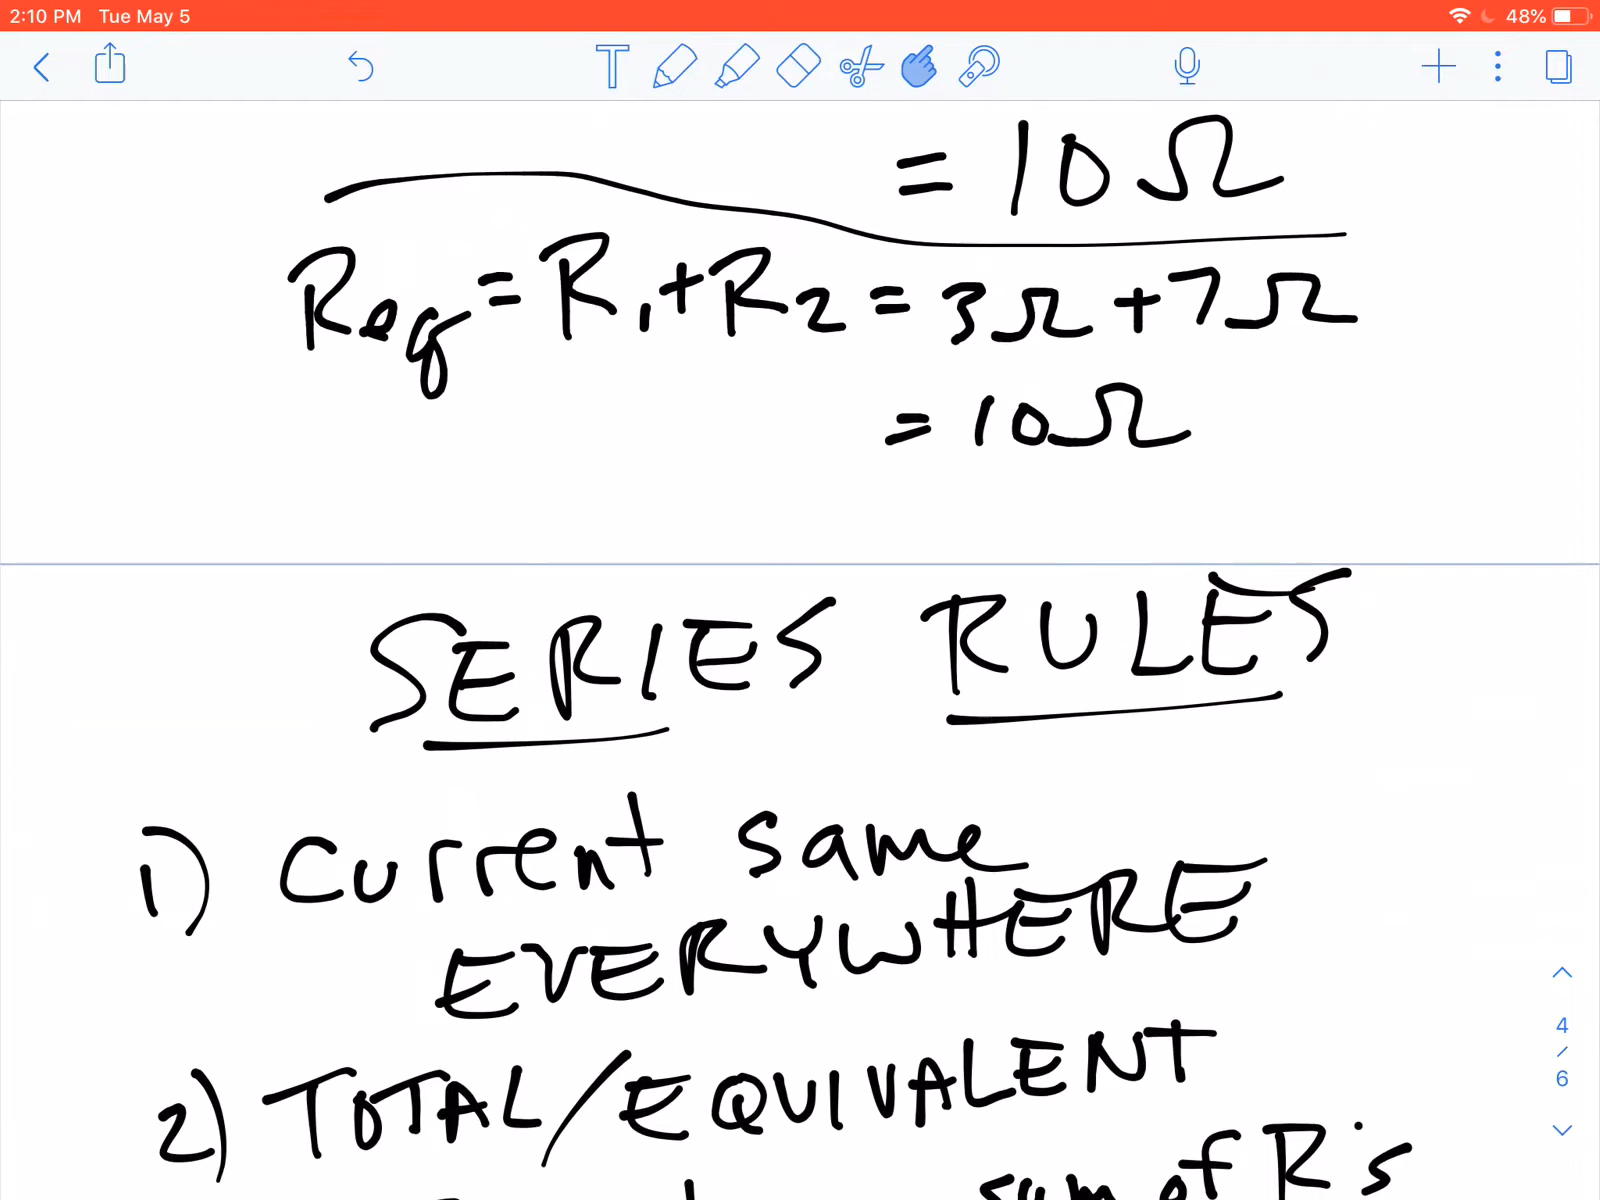 2:10 PM Tue May 5 48%
T
= 10Ω
Req = R1 + R2 = 3Ω + 7Ω
= 10Ω
SERIES RULES
1) Current same
EVERYWHERE
4
/
6
2) TOTAL/EQUIVALENT
sum of R's